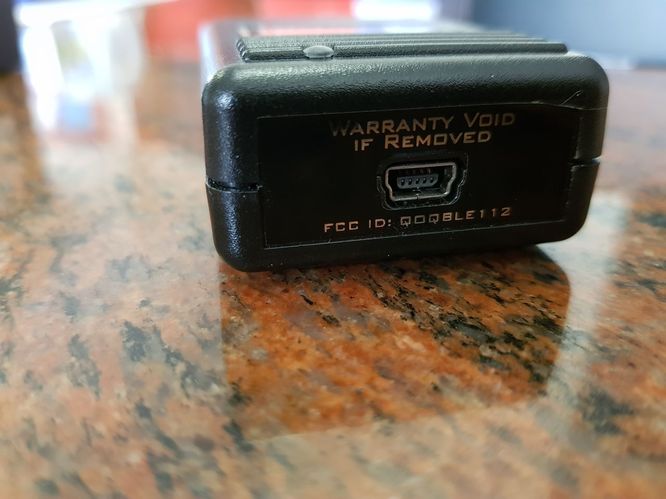 WARRANTY VOID
IF REMOVED
FCC ID: QOQBLE112